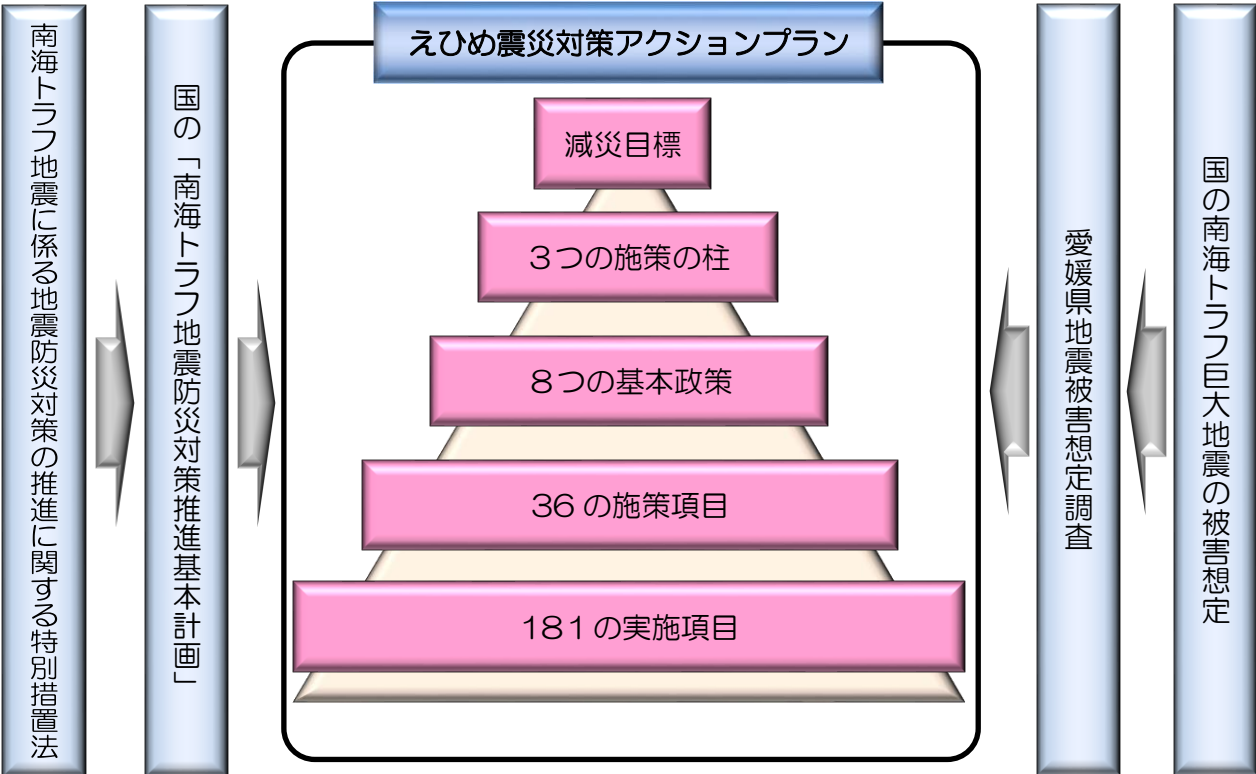 えひめ震災対策アクションプラン
減災目標
3つの施策の柱
8つの基本政策
36の施策項目
181の実施項目
南海トラフ地震に係る地震防災対策の推進に関する特別措置法
国の「南海トラフ地震防災対策推進基本計画」
愛媛県地震被害想定調査
国の南海トラフ巨大地震の被害想定